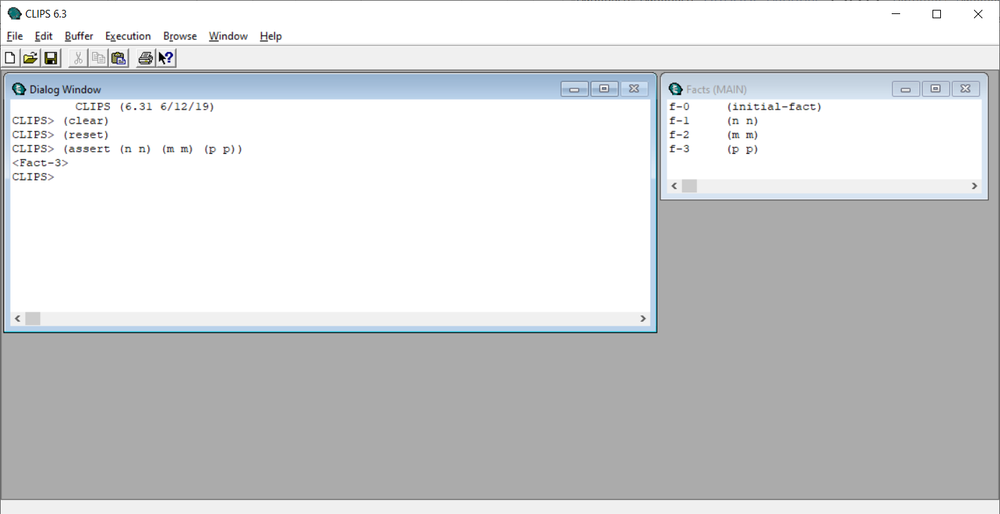 CLIPS 6.3
File Edit Buffer Execution Browse Window Help
Dialog Window
CLIPS (6.31 6/12/19)
CLIPS> (clear)
CLIPS> (reset)
CLIPS> (assert (n n) (m m) (p p))
<Fact-3>
CLIPS>
Facts (MAIN)
f-0 (initial-fact)
f-1 (n n)
f-2 (m m)
f-3 (p p)